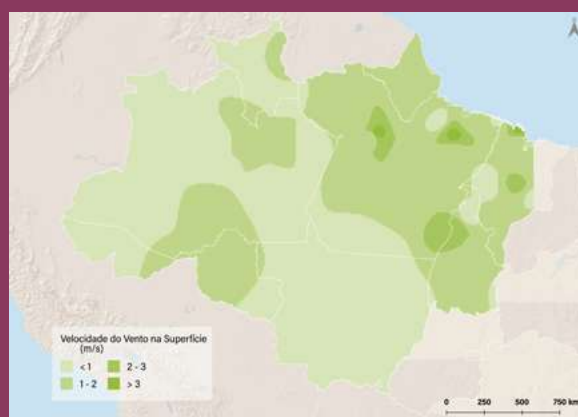 Velocidade do Vento na Superfície
(m/s)
< 1
2 - 3
1 - 2
> 3
0 250 500 750 km